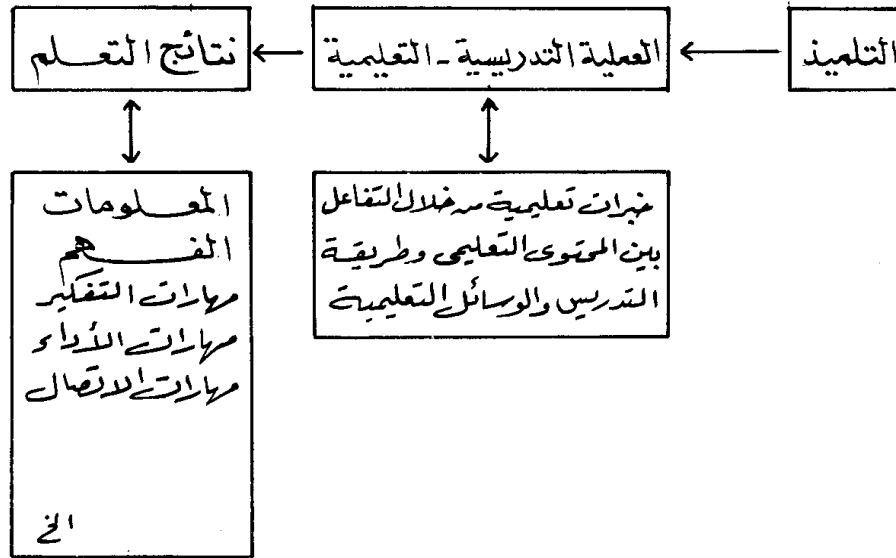 التلميذ
العملية التدريسية - التعليمية
نتائج التعلم
خبرات تعليمية من خلال التفاعل
بين المحتوى التعليمى وطريقة
التدريس والوسائل التعليمية
المعلومات
الفهم
مهارات التفكير
مهارات الأداء
مهارات الاتصال
الخ